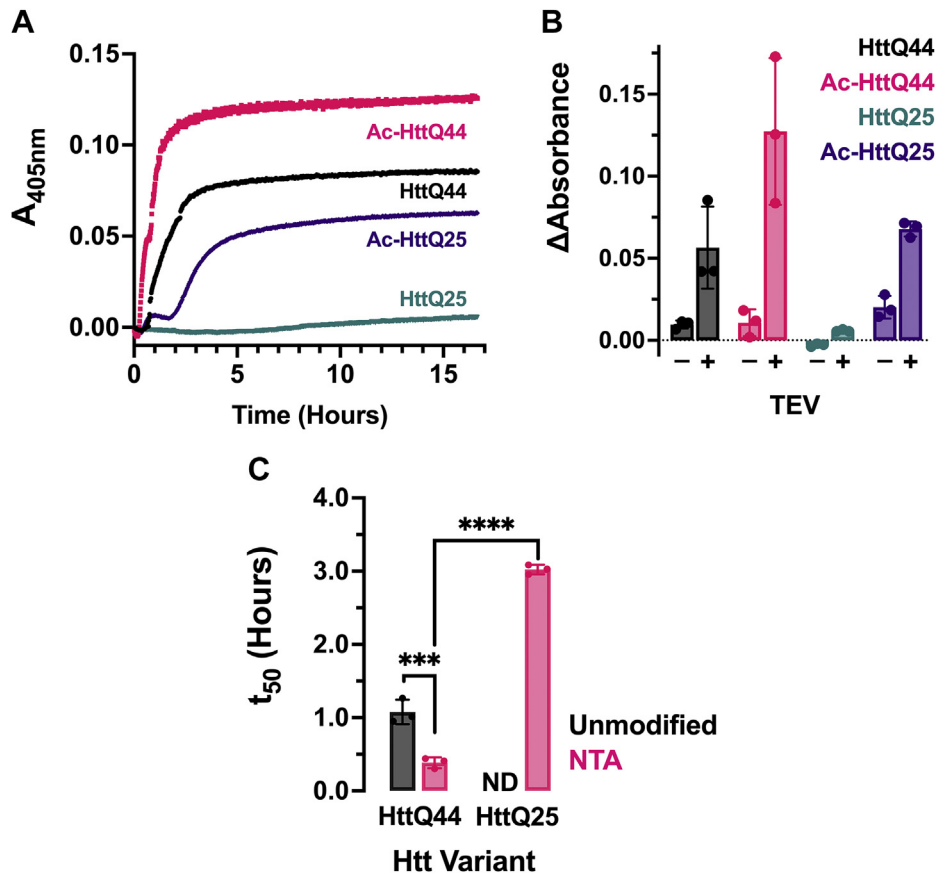 A
0.15
0.10
0.05
0.00
A405nm
Ac-HttQ44
HttQ44
Ac-HttQ25
HttQ25
0
5
10
15
Time (Hours)
B
0.15
0.10
0.05
0.00
ΔAbsorbance
HttQ44
Ac-HttQ44
HttQ25
Ac-HttQ25
− + − + − + − +
TEV
C
4.0
3.0
2.0
1.0
0.0
t50 (Hours)
****
***
ND
Unmodified
NTA
HttQ44 HttQ25
Htt Variant